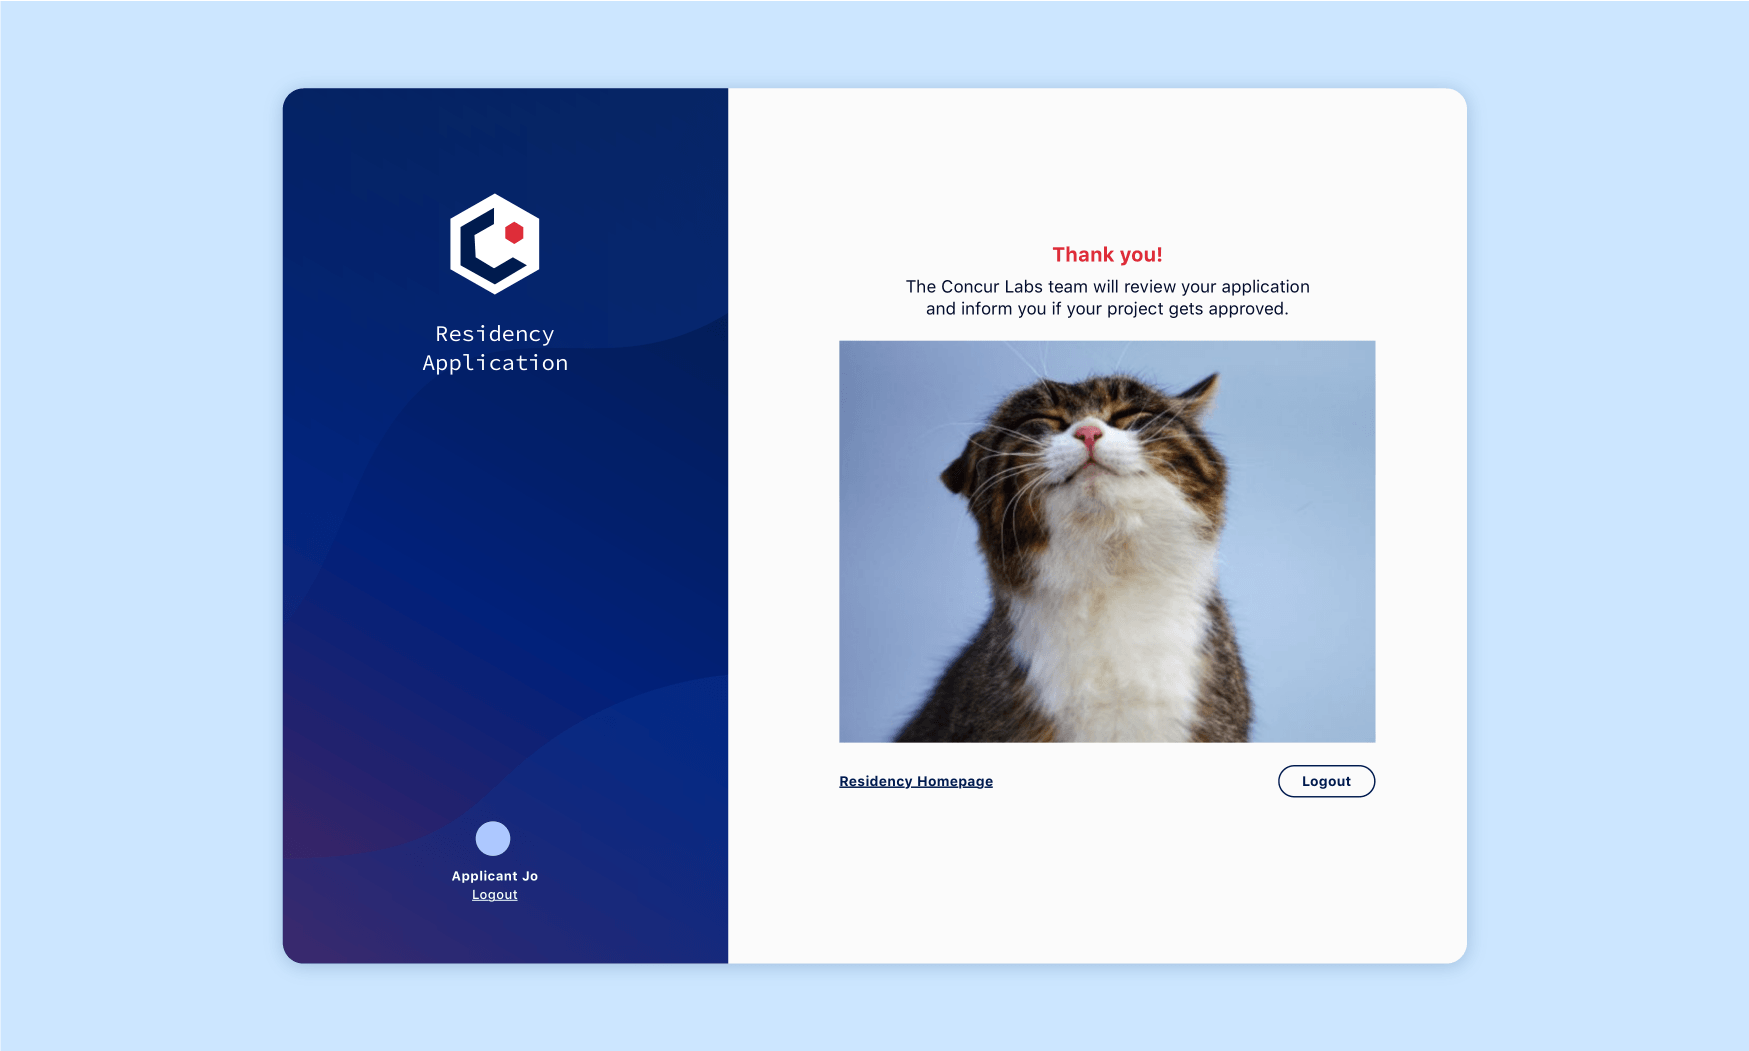 Residency
Application
Applicant Jo
Logout
Thank you!
The Concur Labs team will review your application
and inform you if your project gets approved.
Residency Homepage
Logout